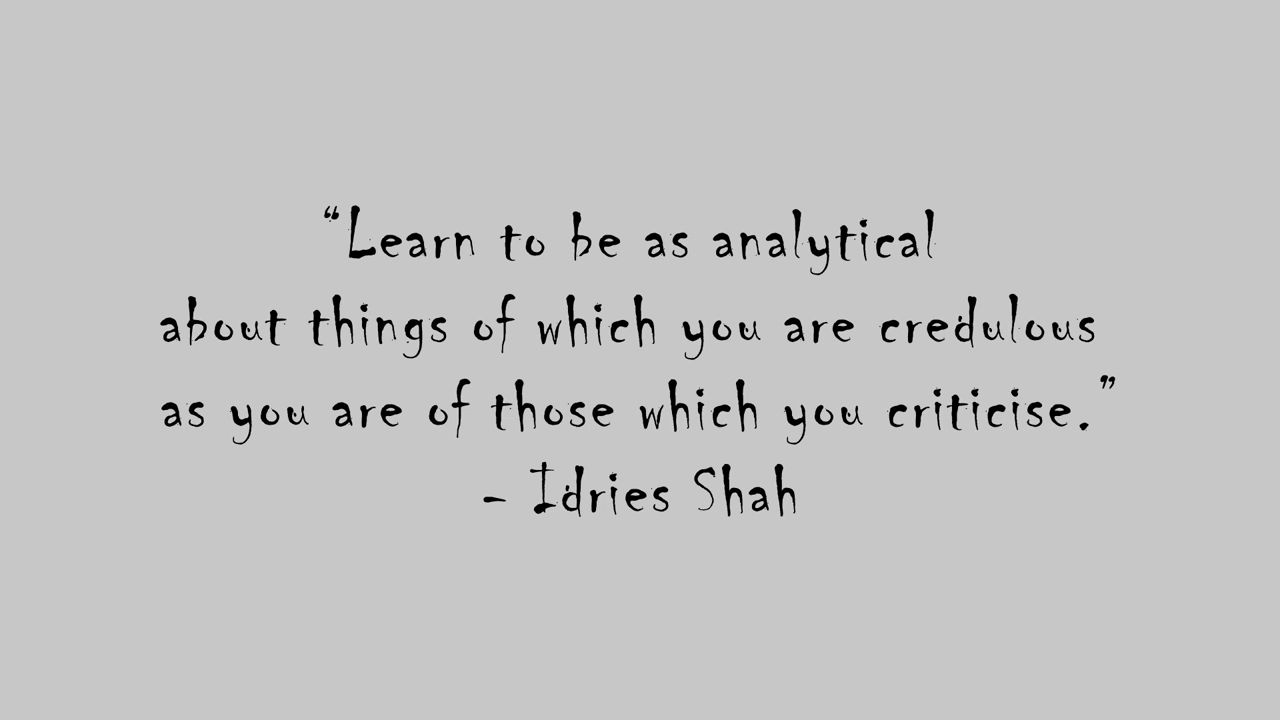 “Learn to be as analytical
about things of which you are credulous
as you are of those which you criticise.”
- Idries Shah